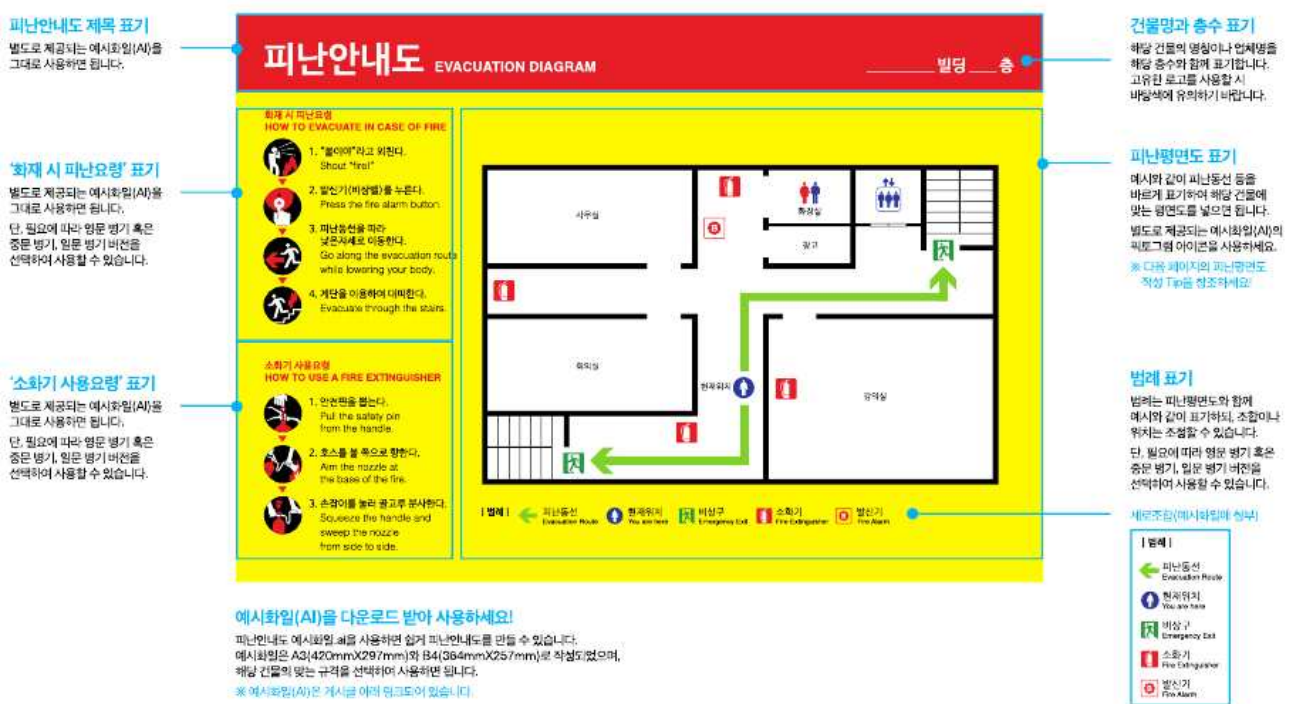 피난안내도 제목 표기
별도로 제공되는 예시화일(AI)을
그대로 사용하면 됩니다.
'화재 시 피난요령' 표기
별도로 제공되는 예시화일(AI)을
그대로 사용하면 됩니다.
단, 필요에 따라 영문 병기 혹은
중문 병기, 일문 병기 버전을
선택하여 사용할 수 있습니다.
'소화기 사용요령' 표기
별도로 제공되는 예시화일(AI)을
그대로 사용하면 됩니다.
단, 필요에 따라 영문 병기 혹은
중문 병기, 일문 병기 버전을
선택하여 사용할 수 있습니다.
피난안내도 EVACUATION DIAGRAM
빌딩 층
화재 시 피난요령
HOW TO EVACUATE IN CASE OF FIRE
1. "불이야"라고 외친다.
Shout "fire!"
2. 발신기(비상벨)를 누른다.
Press the fire alarm button.
3. 피난동선을 따라
낮은자세로 이동한다.
Go along the evacuation route
while lowering your body.
4. 계단을 이용하여 대피한다.
Evacuate through the stairs.
소화기 사용요령
HOW TO USE A FIRE EXTINGUISHER
1. 안전핀을 뽑는다.
Pull the safety pin
from the handle.
2. 호스를 불 쪽으로 향한다.
Aim the nozzle at
the base of the fire.
3. 손잡이를 눌러 골고루 분사한다.
Squeeze the handle and
sweep the nozzle
from side to side.
사무실
화장실
창고
회의실
현재위치
강의실
| 범례 |
피난동선
Evacuation Route
현재위치
You are here
비상구
Emergency Exit
소화기
Fire Extinguisher
발신기
Fire Alarm
예시화일(AI)을 다운로드 받아 사용하세요!
피난안내도 예시화일.ai을 사용하면 쉽게 피난안내도를 만들 수 있습니다.
예시화일은 A3(420mmX297mm)와 B4(364mmX257mm)로 작성되었으며,
해당 건물의 맞는 규격을 선택하여 사용하면 됩니다.
※ 예시화일(AI)은 게시글 아래 링크되어 있습니다.
건물명과 층수 표기
해당 건물의 명칭이나 업체명을
해당 층수와 함께 표기합니다.
고유한 로고를 사용할 시
바탕색에 유의하기 바랍니다.
피난평면도 표기
예시와 같이 피난동선 등을
바르게 표기하여 해당 건물에
맞는 평면도를 넣으면 됩니다.
별도로 제공되는 예시화일(AI)의
픽토그램 아이콘을 사용하세요.
※ 다음 페이지의 피난평면도
작성 Tip을 참조하세요!
범례 표기
범례는 피난평면도와 함께
예시와 같이 표기하되, 조합이나
위치는 조정할 수 있습니다.
단, 필요에 따라 영문 병기 혹은
중문 병기, 일문 병기 버전을
선택하여 사용할 수 있습니다.
세로조합(예시화일에 첨부)
| 범례 |
피난동선
Evacuation Route
현재위치
You are here
비상구
Emergency Exit
소화기
Fire Extinguisher
발신기
Fire Alarm